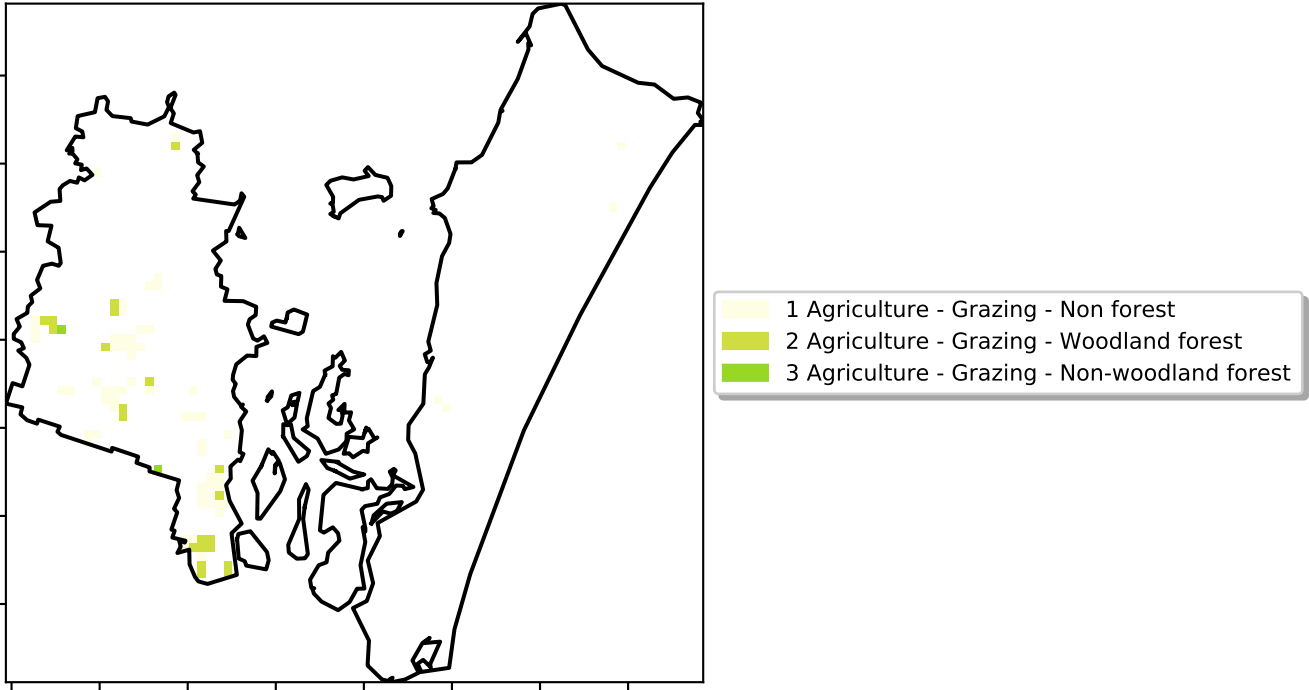 1 Agriculture - Grazing - Non forest
2 Agriculture - Grazing - Woodland forest
3 Agriculture - Grazing - Non-woodland forest